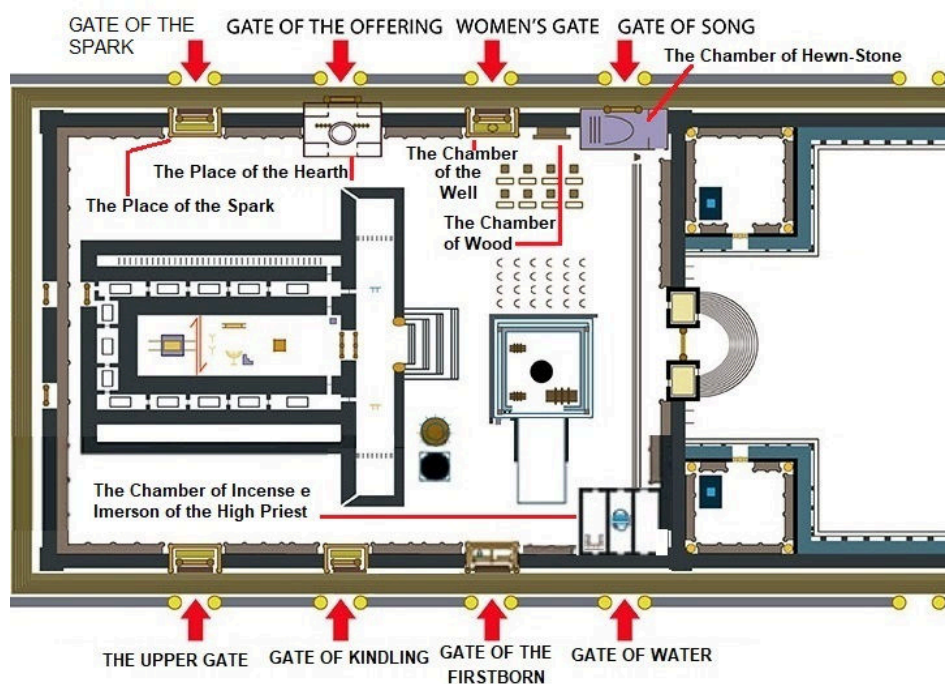 GATE OF THE
SPARK
GATE OF THE OFFERING
WOMEN'S GATE
GATE OF SONG
The Chamber of Hewn-Stone
The Place of the Hearth
The Chamber
of the
Well
The Place of the Spark
The Chamber
of Wood
The Chamber of Incense e
Imerson of the High Priest
THE UPPER GATE
GATE OF KINDLING
GATE OF THE
FIRSTBORN
GATE OF WATER